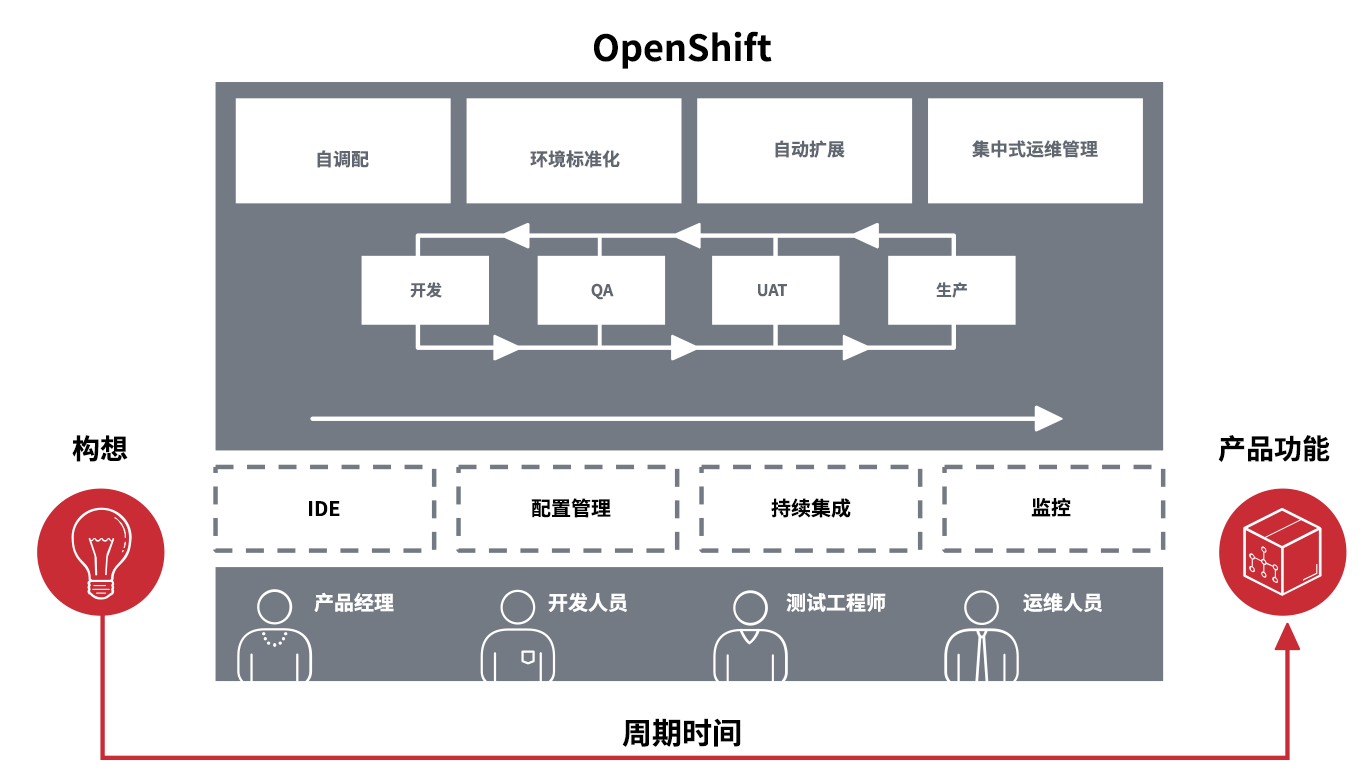 OpenShift
自调配
环境标准化
自动扩展
集中式运维管理
开发
QA
UAT
生产
构想
产品功能
IDE
配置管理
持续集成
监控
产品经理
开发人员
测试工程师
运维人员
周期时间